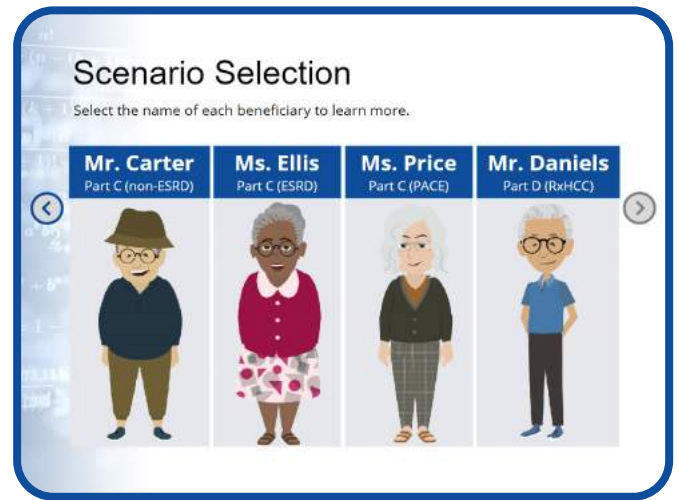 Scenario Selection
Select the name of each beneficiary to learn more.
Mr. Carter
Part C (non-ESRD)
Ms. Ellis
Part C (ESRD)
Ms. Price
Part C (PACE)
Mr. Daniels
Part D (RxHCC)